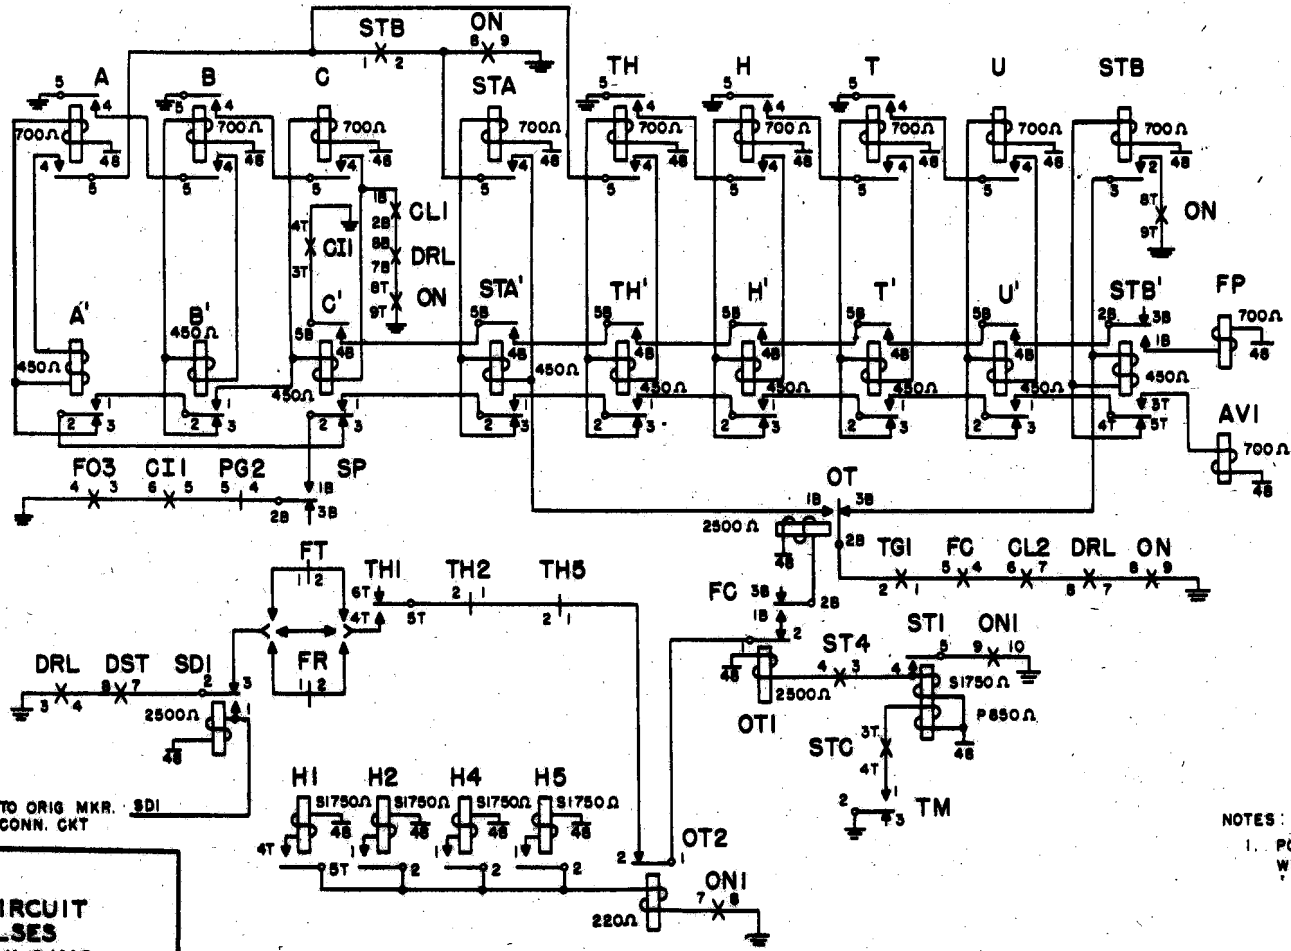 STB ON
1 2 8 9
A B C STA TH H T U STB
5 5 5 5 5
4 4 4 4 4
700Ω 700Ω 700Ω 700Ω 700Ω 700Ω 700Ω 700Ω 700Ω
48 48 48 48 48 48 48 48 48
4 4 4 4 4 4 4 4 2
5 5 5 5 5 5 5 5 3
1B
2B CL1
8T ON
9T
4T CI1 3T
8B DRL
7B
8T ON
9T
A' B' C' STA' TH' H' T' U' STB' FP
5B 5B 5B 5B 5B 5B 2B 3B
4B 4B 4B 4B 4B 4B 1B
700Ω
48
450Ω 450Ω 450Ω 450Ω 450Ω 450Ω 450Ω 450Ω 450Ω
1 1 1 1 1 1 1 1 3T
2 2 2 2 2 2 2 2 4T
3 3 3 3 3 3 3 3 5T
AV1
700Ω
48
FO3 CI1 PG2 SP
4 3 6 5 5 4 1B
2B 3B
OT
1B 3B
2500Ω
48
2B
TG1 FC CL2 DRL ON
2 1 5 4 6 7 8 7 8 9
FT
1 2
TH1 TH2 TH5
6T
4T 5T 2 1 2 1
FC 3B
1B 2B
1 2
48
2500Ω
OT1
ST4
4 3
ST1 ON1
4 5 9 10
S1750Ω
P850Ω
48
FR
1 2
DRL DST SD1
3 4 8 7 2 3
1
2500Ω
48
STC
3T
4T
1
2 TM
3
H1 H2 H4 H5
S1750Ω S1750Ω S1750Ω S1750Ω
48 48 48 48
4T 1 1 1
5T 2 2 2
OT2
2 1
ON1
7 8
220Ω
TO ORIG MKR. SD1
CONN. CKT
NOTES:
1. PO
W
IRCUIT
LSES